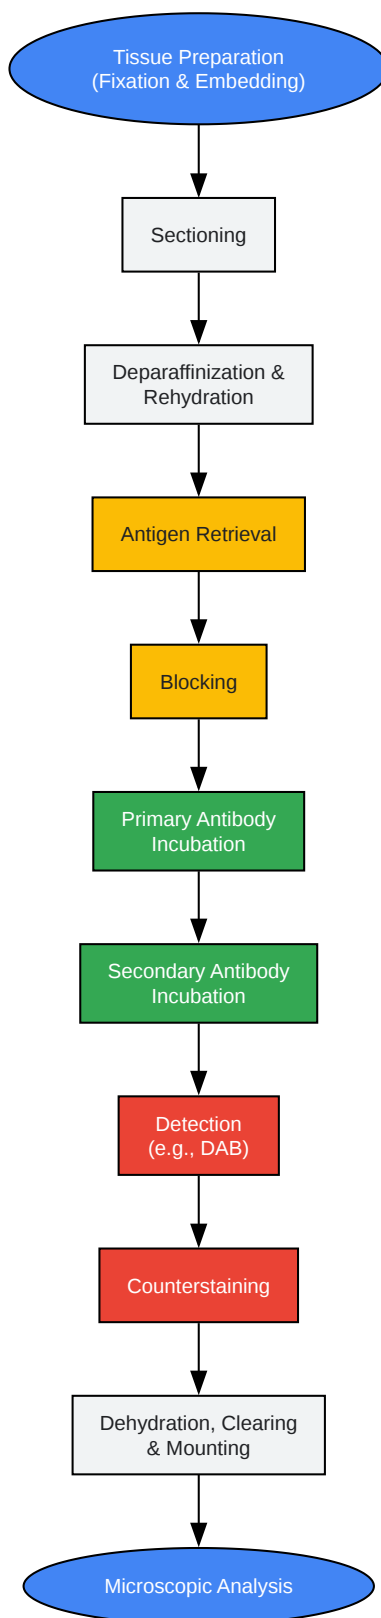 Tissue Preparation
(Fixation & Embedding)
Sectioning
Deparaffinization &
Rehydration
Antigen Retrieval
Blocking
Primary Antibody
Incubation
Secondary Antibody
Incubation
Detection
(e.g., DAB)
Counterstaining
Dehydration, Clearing
& Mounting
Microscopic Analysis